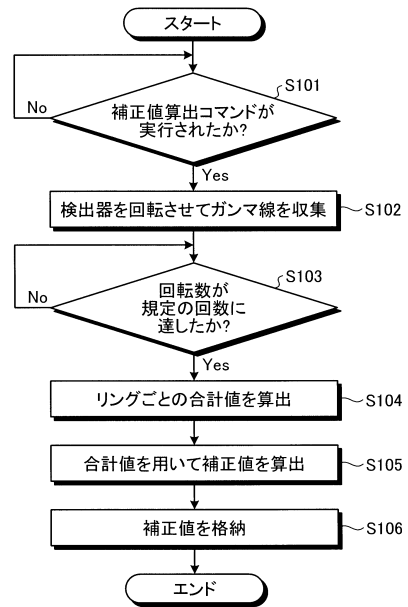 スタート
S101
補正値算出コマンドが
実行されたか?
No
Yes
検出器を回転させてガンマ線を収集
S102
S103
回転数が
規定の回数に
達したか?
No
Yes
リングごとの合計値を算出
S104
合計値を用いて補正値を算出
S105
補正値を格納
S106
エンド